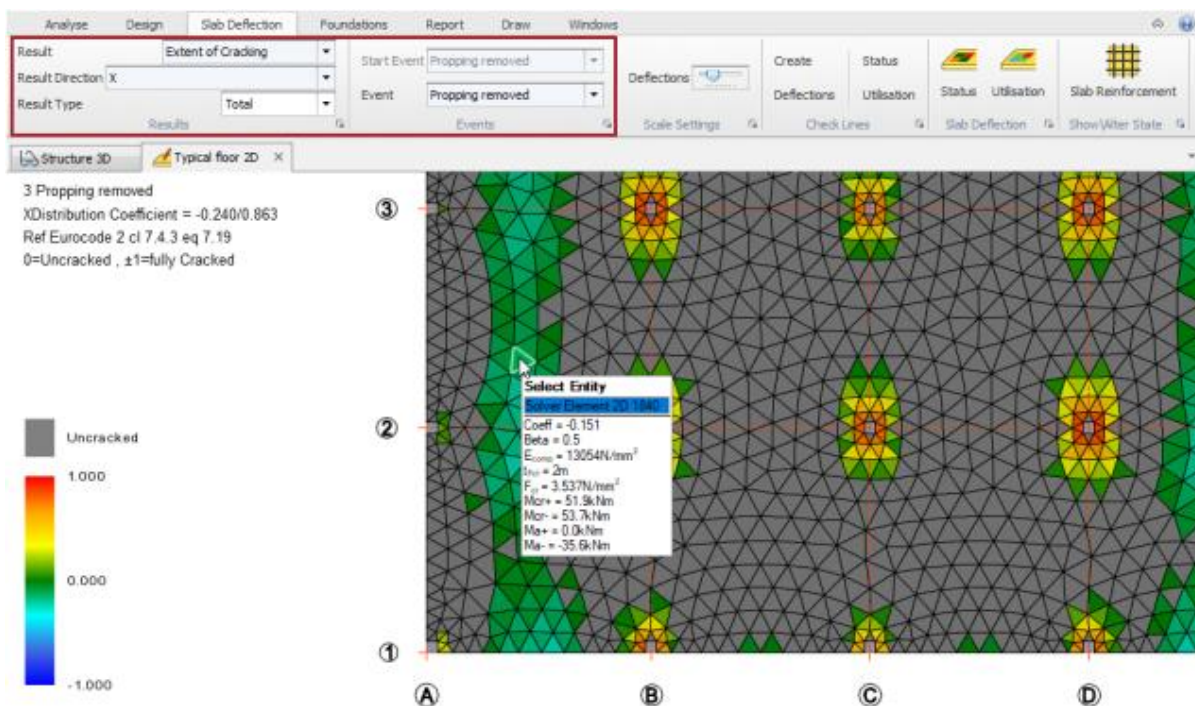 Analyse Design Slab Deflection Foundations Report Draw Windows
Result Extent of Cracking
Result Direction X
Result Type Total
Results
Start Event Propping removed
Event Propping removed
Events
Deflections
Scale Settings
Create Status
Deflections Utilisation
Check Lines
Status Utilisation
Slab Deflection
Slab Reinforcement
Show/Alter State
Structure 3D Typical floor 2D
3 Propping removed
XDistribution Coefficient = -0.240/0.863
Ref Eurocode 2 cl 7.4.3 eq 7.19
0=Uncracked , ±1=fully Cracked
3
Select Entity
Solver Element 2D 1840
Coeff = -0.151
Beta = 0.5
E = 13054N/mm²
= 2m
F = 3.537N/mm²
Mcr+ = 51.9kNm
Mcr- = 53.7kNm
Ma+ = 0.0kNm
Ma- = -35.6kNm
2
Uncracked
1.000
0.000
-1.000
1
A B C D